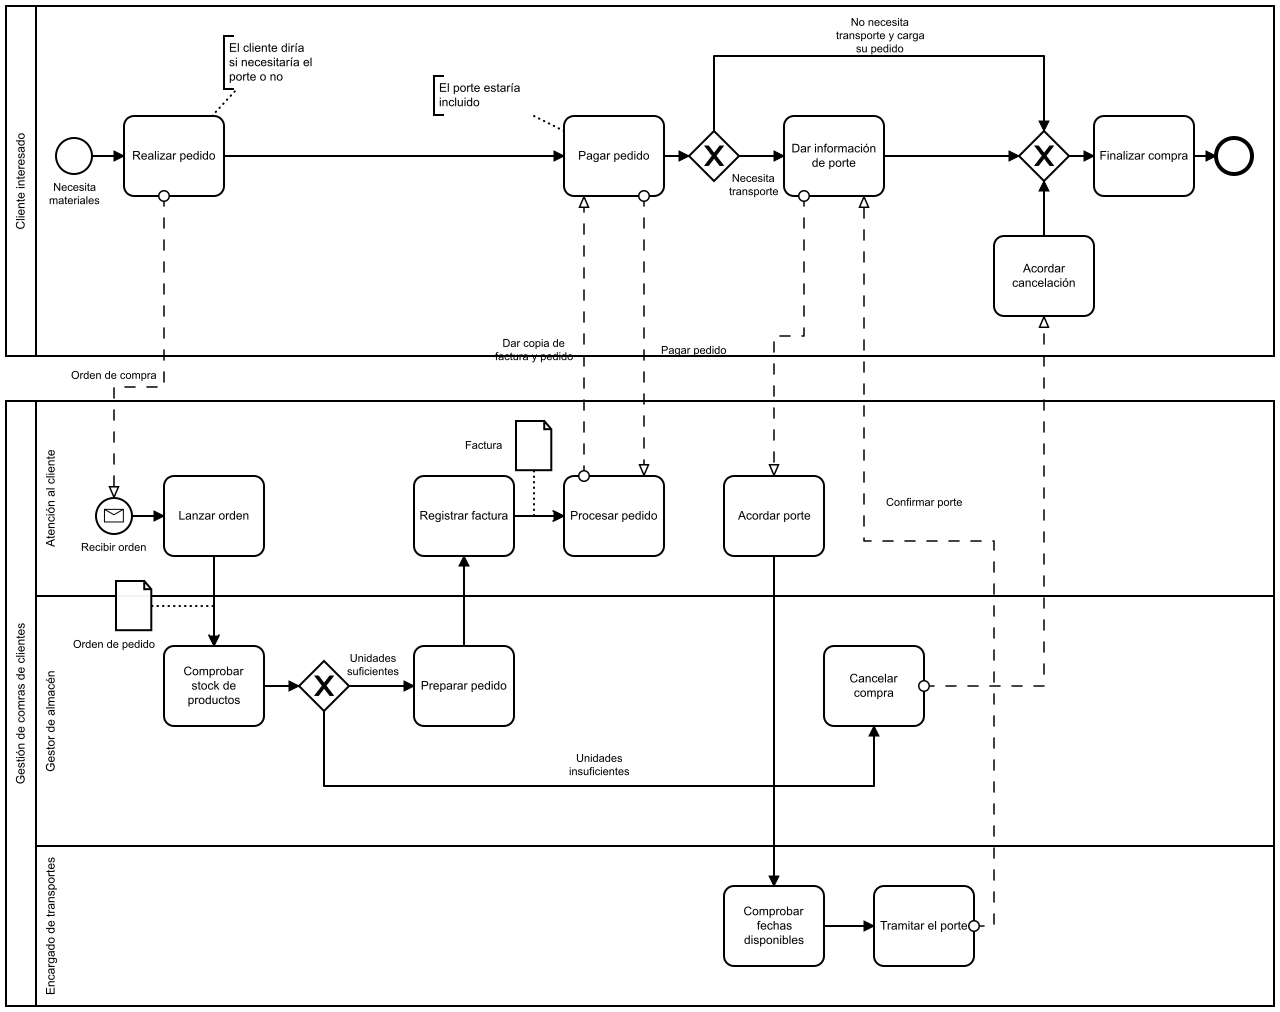 Cliente interesado
No necesita
transporte y carga
su pedido
El cliente diría
si necesitaría el
porte o no
El porte estaría
incluido
Realizar pedido
Pagar pedido
Dar información
de porte
Finalizar compra
Necesita
materiales
Necesita
transporte
Acordar
cancelación
Dar copia de
factura y pedido
Pagar pedido
Orden de compra
Gestión de compras de clientes
Atención al cliente
Factura
Confirmar porte
Lanzar orden
Registrar factura
Procesar pedido
Acordar porte
Recibir orden
Gestor de almacén
Orden de pedido
Comprobar
stock de
productos
Unidades
suficientes
Preparar pedido
Cancelar
compra
Unidades
insuficientes
Encargado de transportes
Comprobar
fechas
disponibles
Tramitar el porte